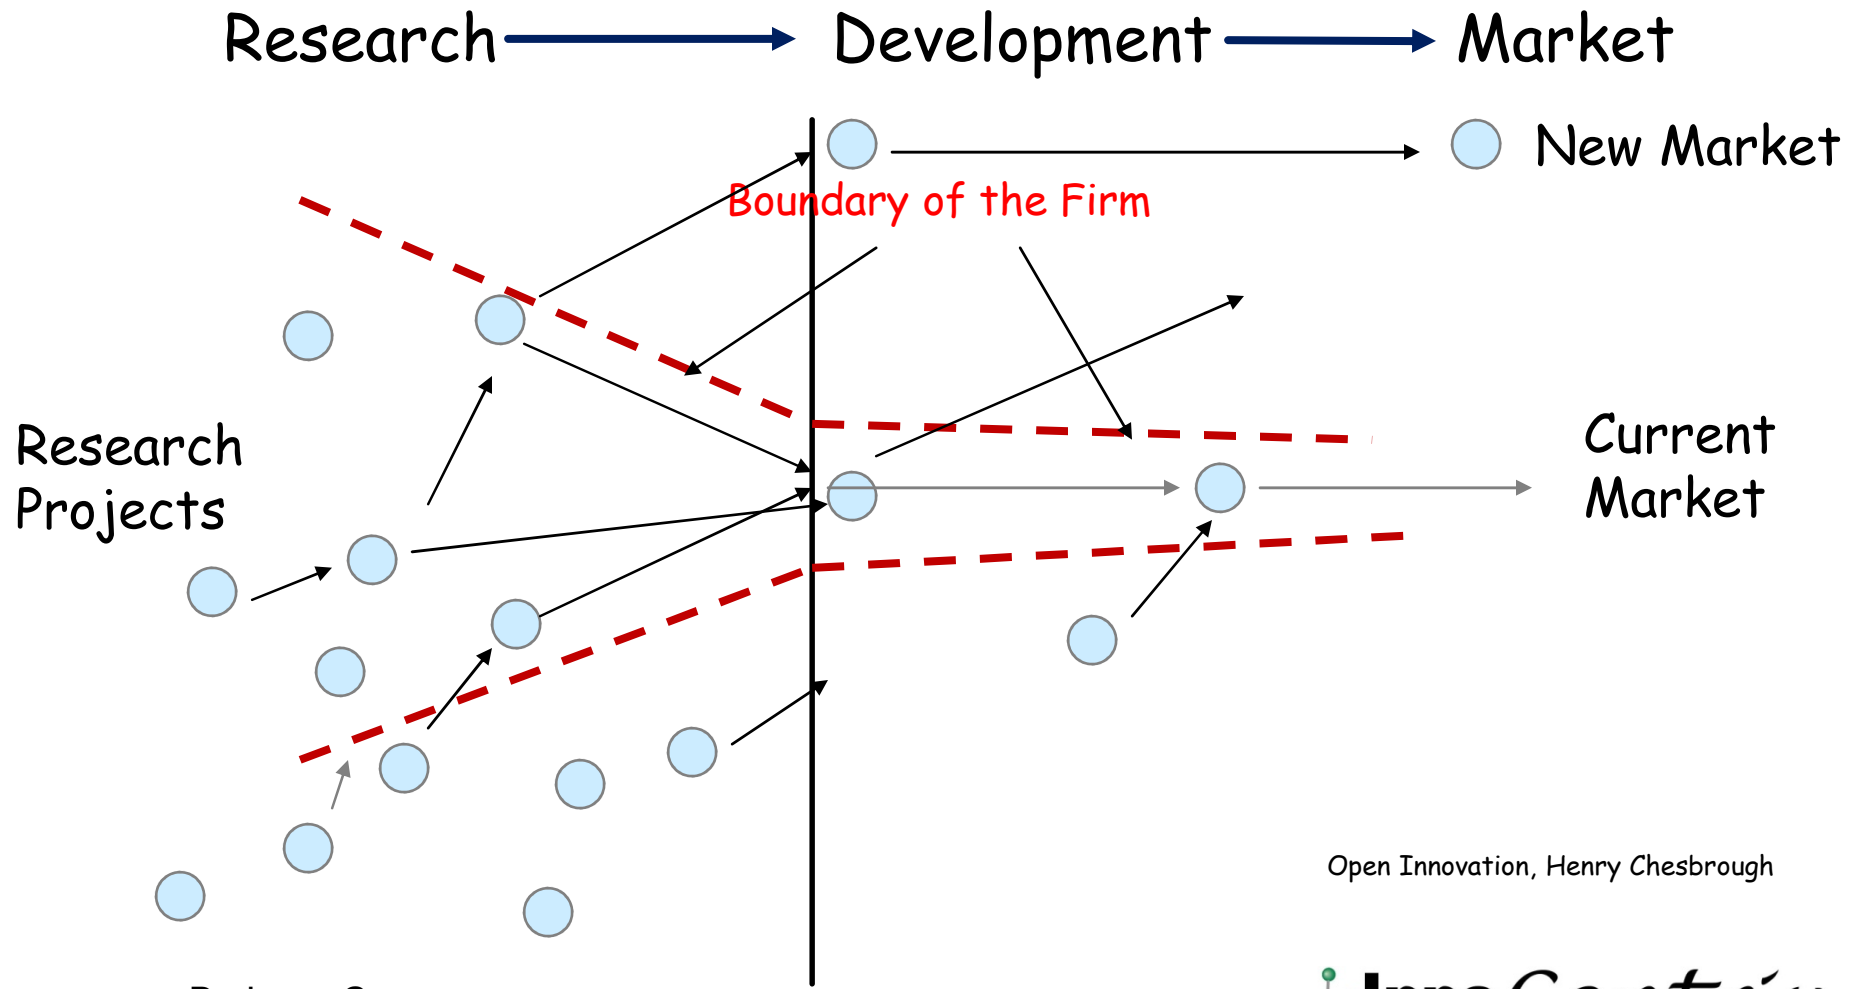 Research Development Market
New Market
Boundary of the Firm
Research
Projects
Current
Market
Open Innovation, Henry Chesbrough